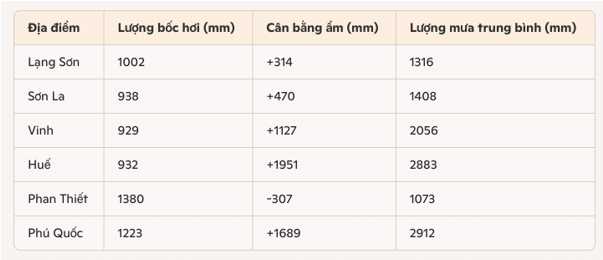 Địa điểm Lượng bốc hơi (mm) Cân bằng ẩm (mm) Lượng mưa trung bình (mm)
Lạng Sơn 1002 +314 1316
Sơn La 938 +470 1408
Vinh 929 +1127 2056
Huế 932 +1951 2883
Phan Thiết 1380 -307 1073
Phú Quốc 1223 +1689 2912